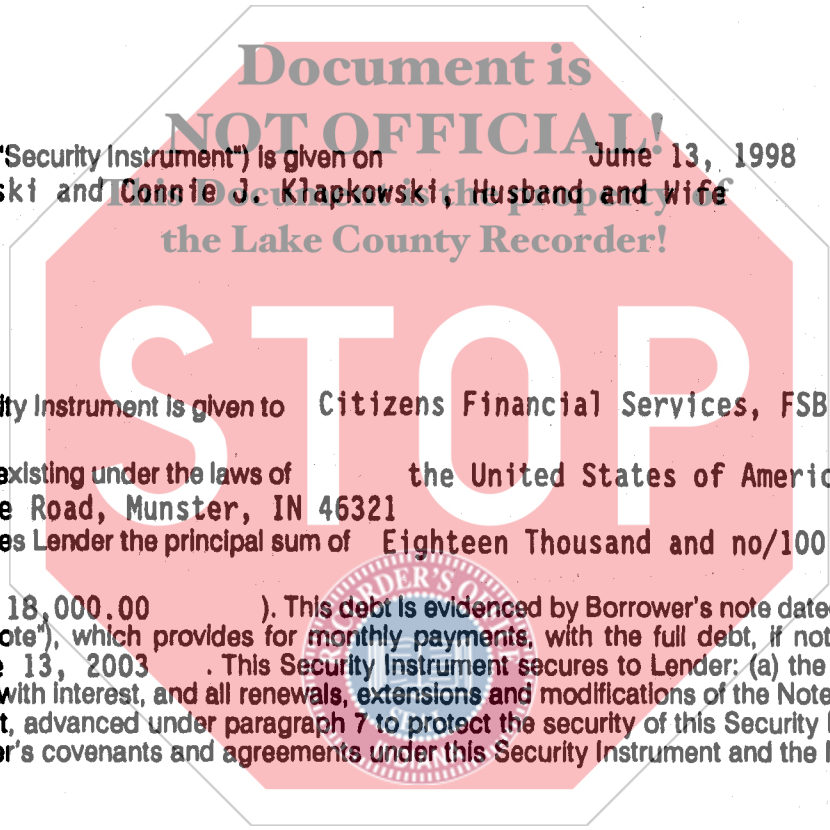 Document is
NOT OFFICIAL!
"Security Instrument") is given on June 13, 1998
ski and Connie J. Klapkowski, Husband and Wife
This Document is the property of
the Lake County Recorder!
STOP
ity Instrument is given to Citizens Financial Services, FSB
existing under the laws of the United States of Americ
e Road, Munster, IN 46321
es Lender the principal sum of Eighteen Thousand and no/100
18,000.00 ). This debt is evidenced by Borrower's note date
ote"), which provides for monthly payments, with the full debt, if not
e 13, 2003 . This Security Instrument secures to Lender: (a) the
with interest, and all renewals, extensions and modifications of the Note
t, advanced under paragraph 7 to protect the security of this Security I
er's covenants and agreements under this Security Instrument and the
RECORDER'S OFFICE
INDIANA